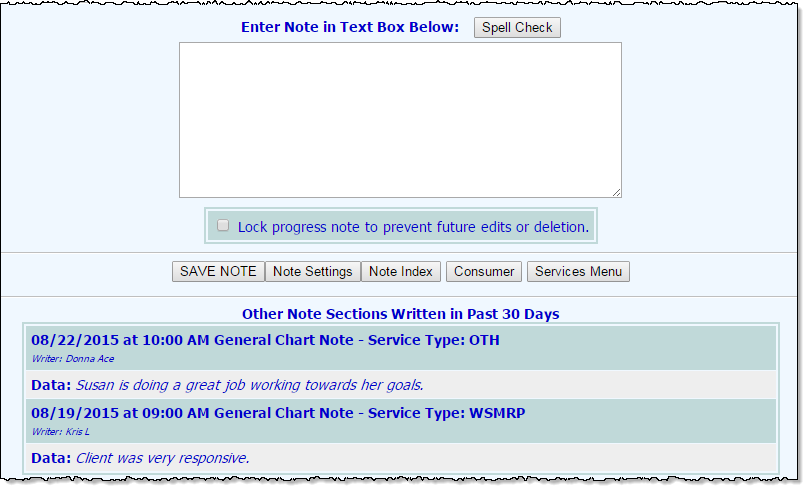 Enter Note in Text Box Below: Spell Check
Lock progress note to prevent future edits or deletion.
SAVE NOTE Note Settings Note Index Consumer Services Menu
Other Note Sections Written in Past 30 Days
08/22/2015 at 10:00 AM General Chart Note - Service Type: OTH
Writer: Donna Ace
Data: Susan is doing a great job working towards her goals.
08/19/2015 at 09:00 AM General Chart Note - Service Type: WSMRP
Writer: Kris L
Data: Client was very responsive.